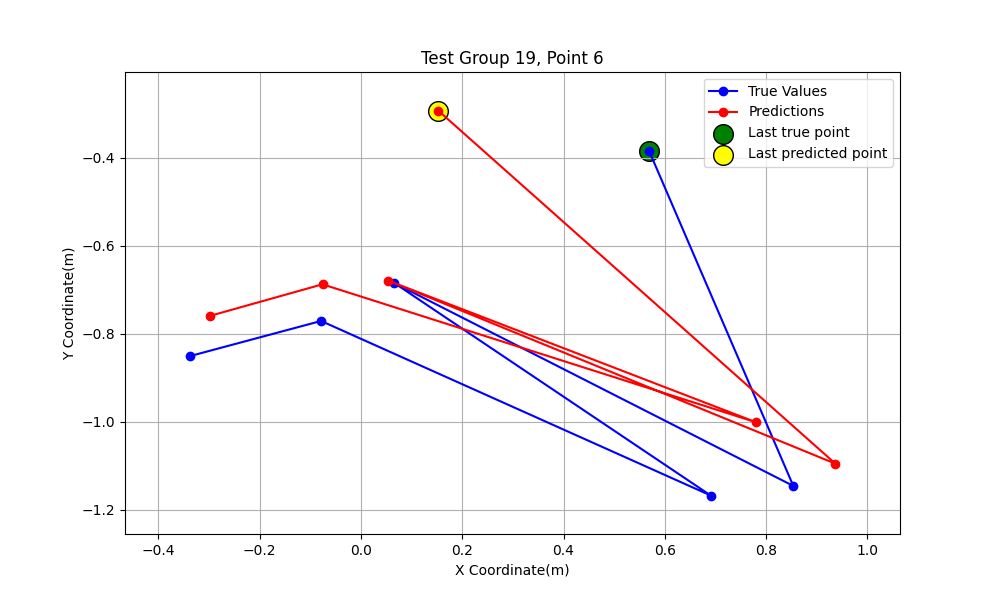 Test Group 19, Point 6
True Values
Predictions
Last true point
Last predicted point
−0.4
−0.6
−0.8
−1.0
−1.2
Y Coordinate(m)
−0.4 −0.2 0.0 0.2 0.4 0.6 0.8 1.0
X Coordinate(m)